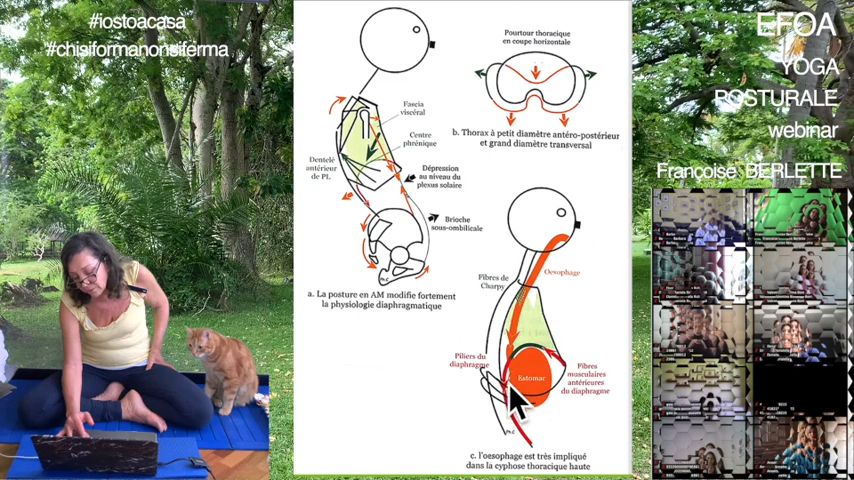 #iostoacasa
#chisiformanonsiferma
Pourtour thoracique
en coupe horizontale
b. Thorax à petit diamètre antéro-postérieur
et grand diamètre transversal
Fascia
viscéral
Centre
phrénique
Dentelé
antérieur
de PL
Dépression
au niveau du
plexus solaire
Brioche
sous-ombilicale
a. La posture en AM modifie fortement
la physiologie diaphragmatique
Fibres de
Charpy
Oesophage
Piliers du
diaphragme
Estomac
Fibres
musculaires
antérieures
du diaphragme
c. l'oesophage est très impliqué
dans la cyphose thoracique haute
EFOA
YOGA
POSTURALE
webinar
Françoise BERLETTE